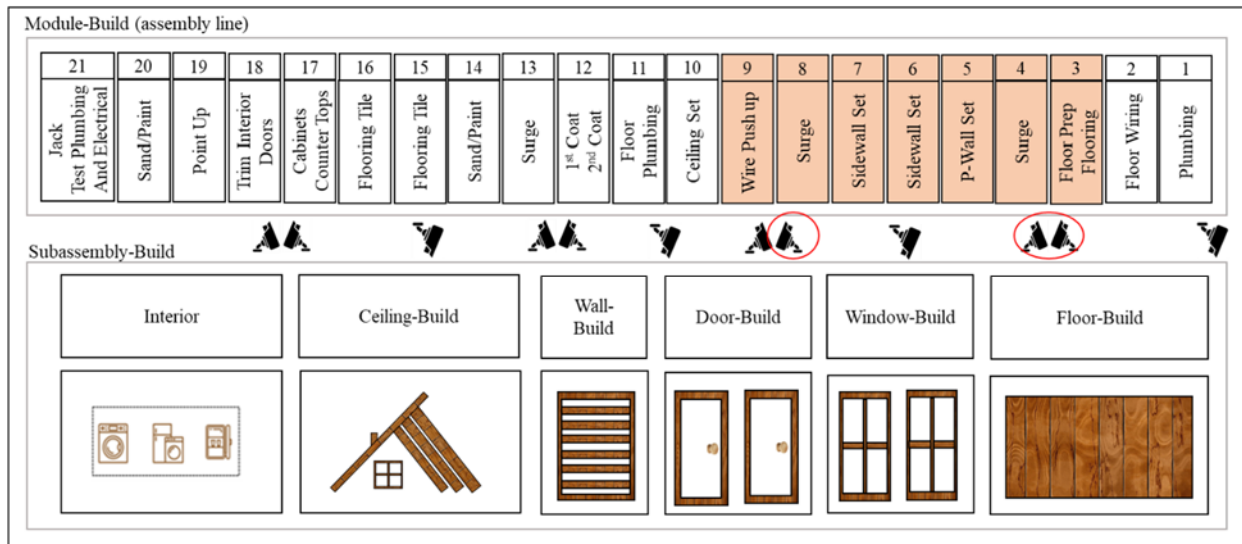 Module-Build (assembly line)
21
20
19
18
17
16
15
14
13
12
11
10
9
8
7
6
5
4
3
2
1
Jack
Test Plumbing
And Electrical
Sand/Paint
Point Up
Trim Interior
Doors
Cabinets
Counter Tops
Flooring Tile
Flooring Tile
Sand/Paint
Surge
1st Coat
2nd Coat
Floor
Plumbing
Ceiling Set
Wire Push up
Surge
Sidewall Set
Sidewall Set
P-Wall Set
Surge
Floor Prep
Flooring
Floor Wiring
Plumbing
Subassembly-Build
Interior
Ceiling-Build
Wall-
Build
Door-Build
Window-Build
Floor-Build